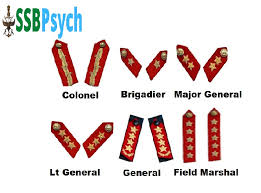 SSBPsych
Colonel Brigadier Major General
Lt General General Field Marshal